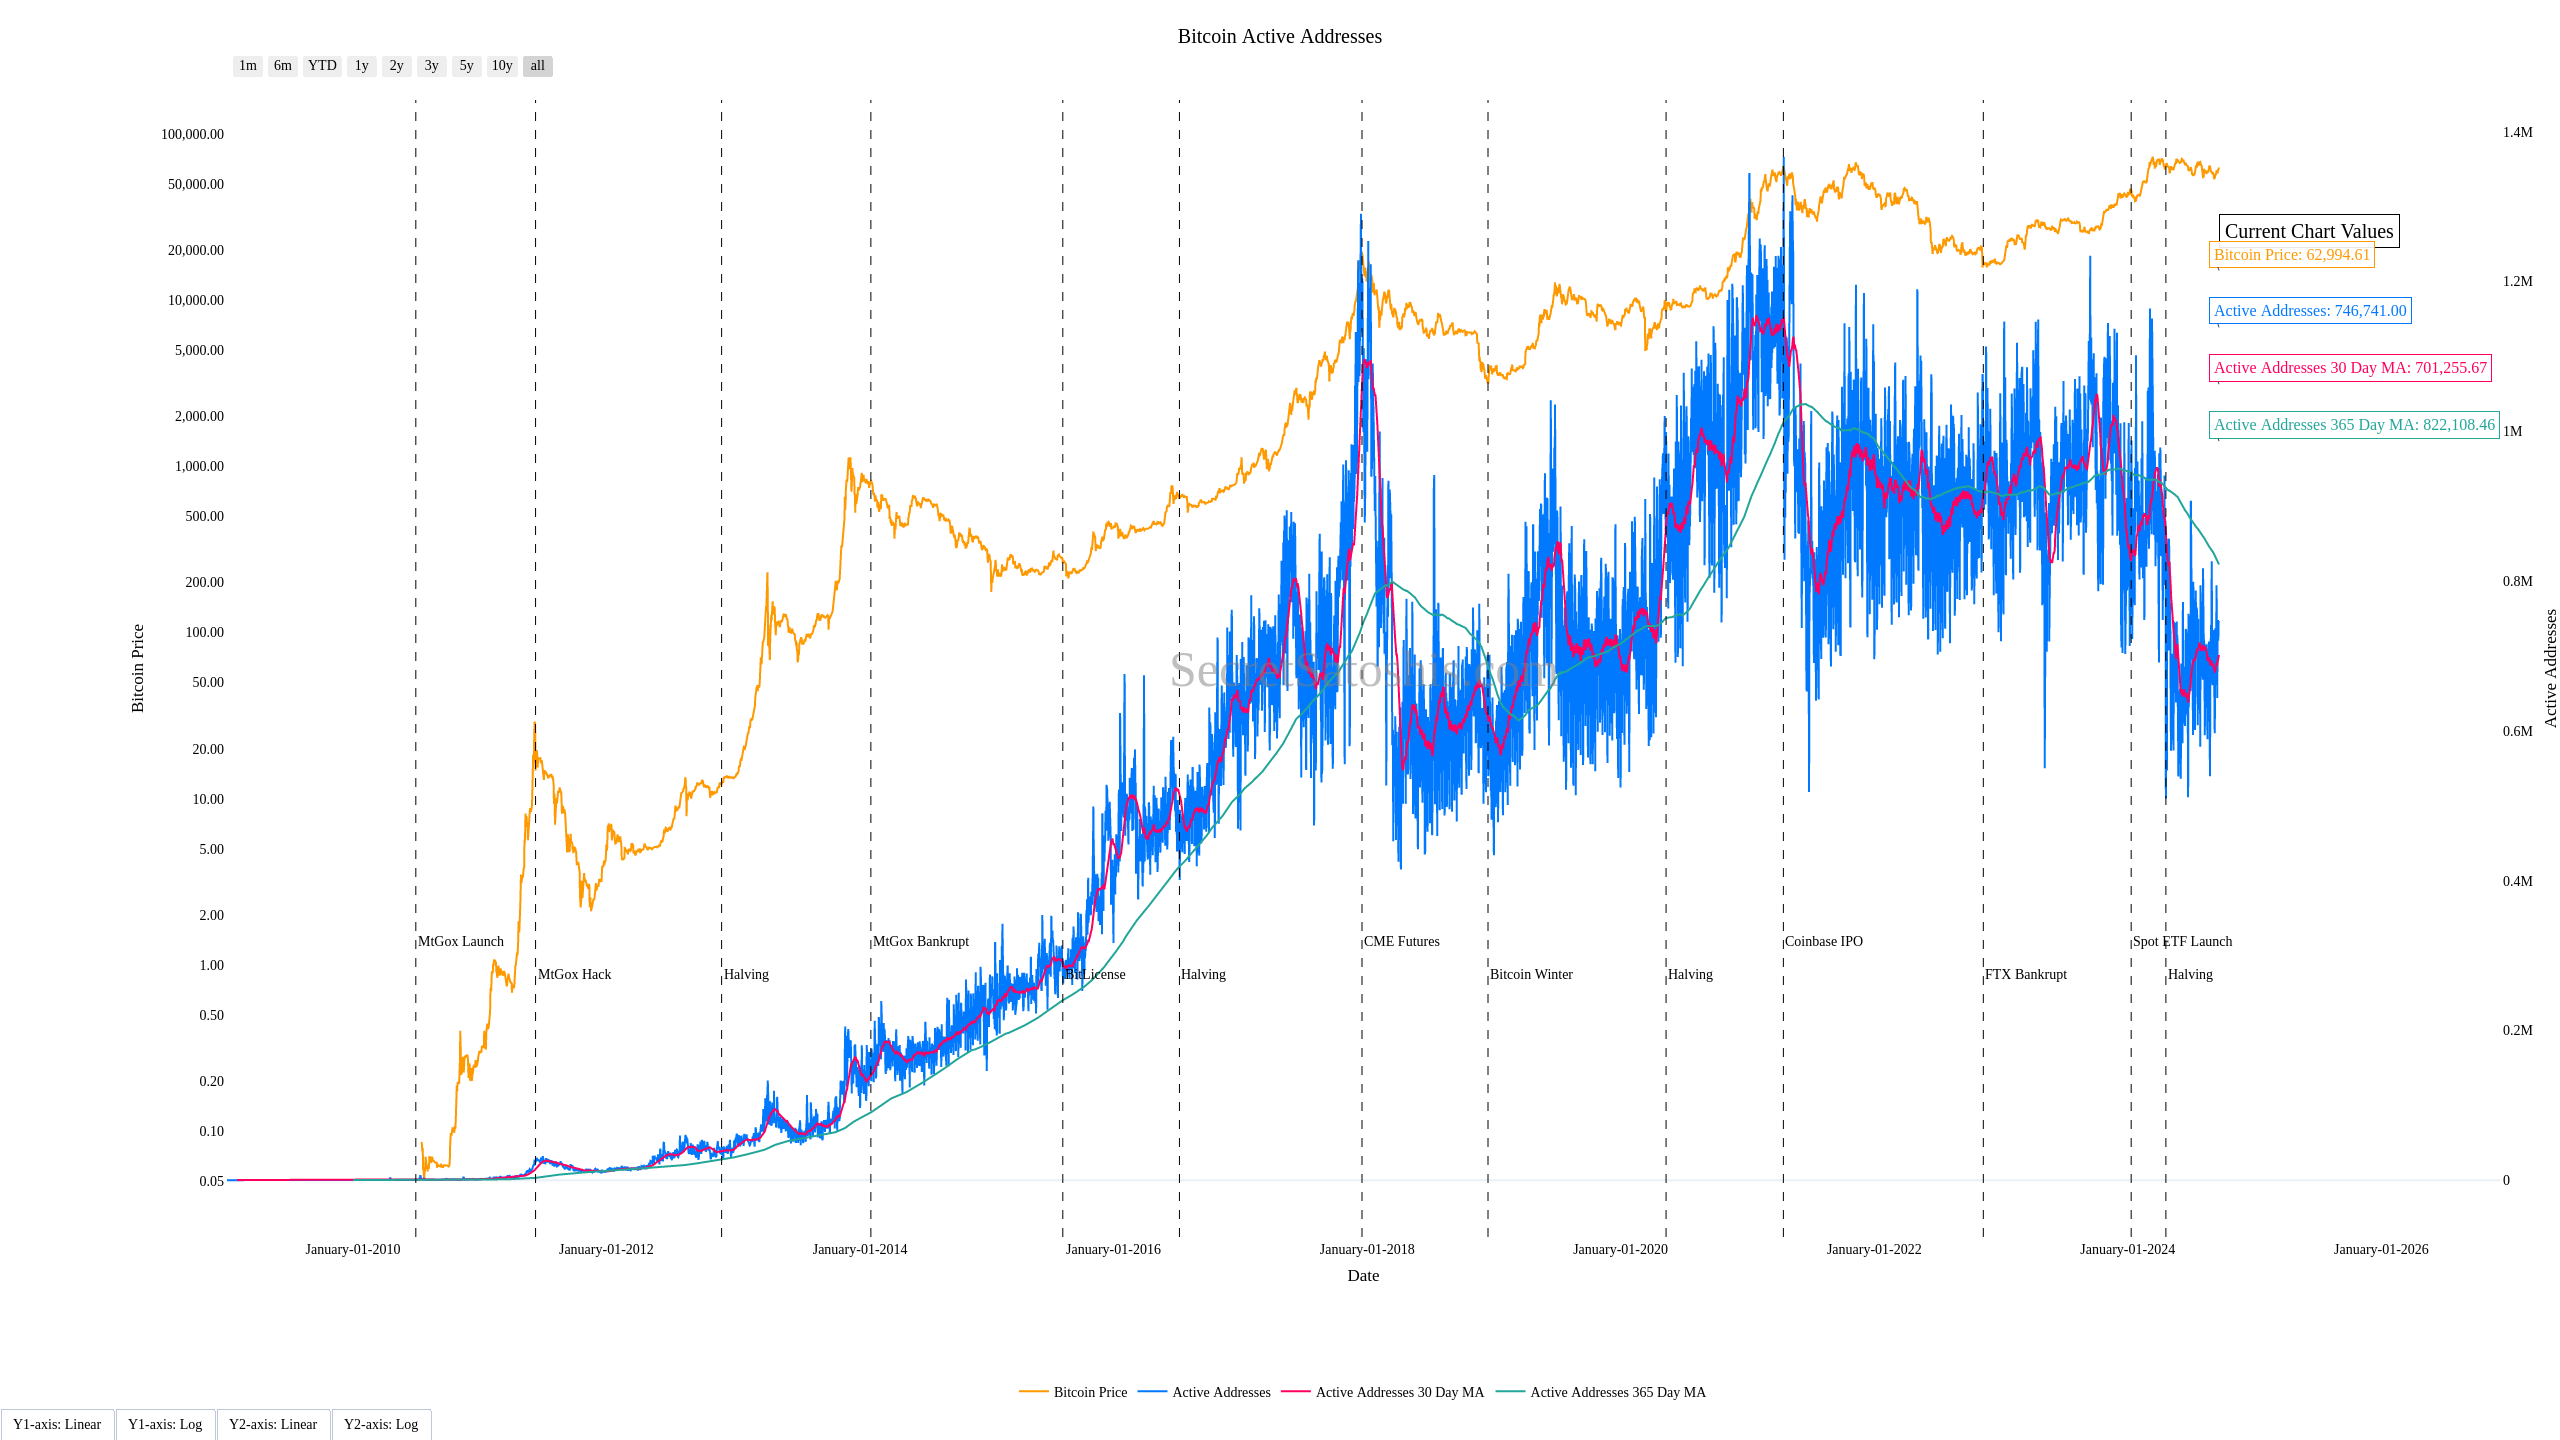 Bitcoin Active Addresses
1m 6m YTD 1y 2y 3y 5y 10y all
100,000.00
50,000.00
20,000.00
10,000.00
5,000.00
2,000.00
1,000.00
500.00
200.00
100.00
50.00
20.00
10.00
5.00
2.00
1.00
0.50
0.20
0.10
0.05
Bitcoin Price
1.4M
1.2M
1M
0.8M
0.6M
0.4M
0.2M
0
Active Addresses
Current Chart Values
Bitcoin Price: 62,994.61
Active Addresses: 746,741.00
Active Addresses 30 Day MA: 701,255.67
Active Addresses 365 Day MA: 822,108.46
SecretSatoshis.com
MtGox Launch
MtGox Hack
Halving
MtGox Bankrupt
BitLicense
Halving
CME Futures
Bitcoin Winter
Halving
Coinbase IPO
FTX Bankrupt
Spot ETF Launch
Halving
January-01-2010 January-01-2012 January-01-2014 January-01-2016 January-01-2018 January-01-2020 January-01-2022 January-01-2024 January-01-2026
Date
Bitcoin Price Active Addresses Active Addresses 30 Day MA Active Addresses 365 Day MA
Y1-axis: Linear Y1-axis: Log Y2-axis: Linear Y2-axis: Log